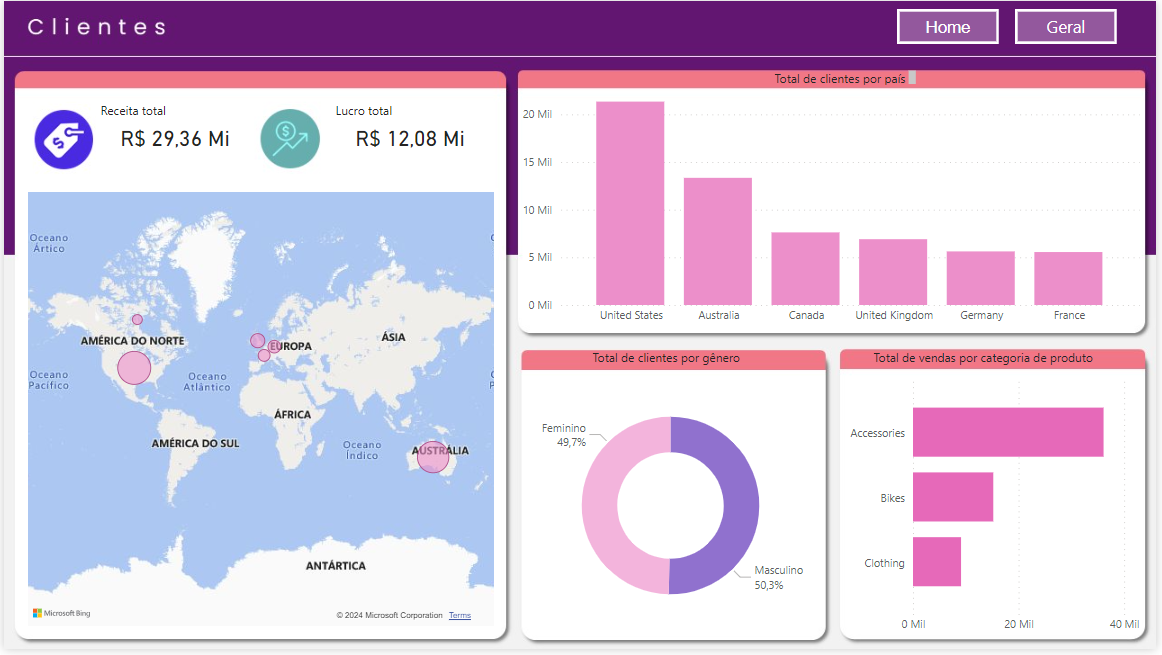 Clientes
Home
Geral
Receita total
R$ 29,36 Mi
Lucro total
R$ 12,08 Mi
Oceano
Ártico
AMÉRICA DO NORTE
EUROPA
ÁSIA
Oceano
Pacífico
Oceano
Atlântico
ÁFRICA
AMÉRICA DO SUL
Oceano
Índico
AUSTRÁLIA
ANTÁRTICA
Microsoft Bing
© 2024 Microsoft Corporation Terms
Total de clientes por país
20 Mil
15 Mil
10 Mil
5 Mil
0 Mil
United States
Australia
Canada
United Kingdom
Germany
France
Total de clientes por gênero
Feminino
49,7%
Masculino
50,3%
Total de vendas por categoria de produto
Accessories
Bikes
Clothing
0 Mil
20 Mil
40 Mil